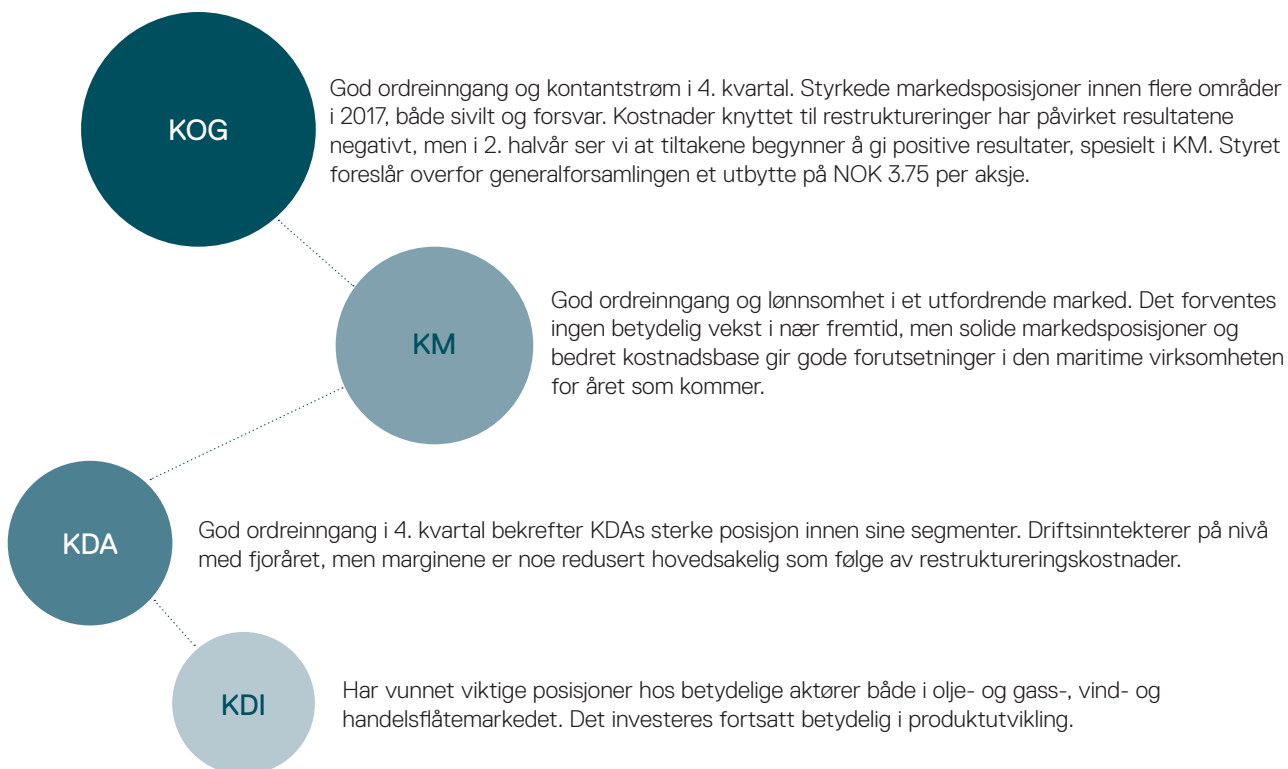 KOG
God ordreinngang og kontantstrøm i 4. kvartal. Styrkede markedsposisjoner innen flere områder
i 2017, både sivilt og forsvar. Kostnader knyttet til restruktureringer har påvirket resultatene
negativt, men i 2. halvår ser vi at tiltakene begynner å gi positive resultater, spesielt i KM. Styret
foreslår overfor generalforsamlingen et utbytte på NOK 3.75 per aksje.
KM
God ordreinngang og lønnsomhet i et utfordrende marked. Det forventes
ingen betydelig vekst i nær fremtid, men solide markedsposisjoner og
bedret kostnadsbase gir gode forutsetninger i den maritime virksomheten
for året som kommer.
KDA
God ordreinngang i 4. kvartal bekrefter KDAs sterke posisjon innen sine segmenter. Driftsinntekterer på nivå
med fjoråret, men marginene er noe redusert hovedsakelig som følge av restruktureringskostnader.
KDI
Har vunnet viktige posisjoner hos betydelige aktører både i olje- og gass-, vind- og
handelsflåtemarkedet. Det investeres fortsatt betydelig i produktutvikling.